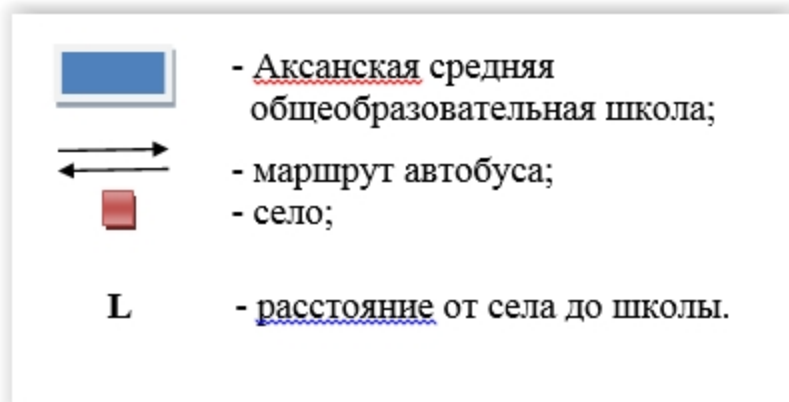 - Аксанская средняя
общеобразовательная школа;
- маршрут автобуса;
- село;
L - расстояние от села до школы.